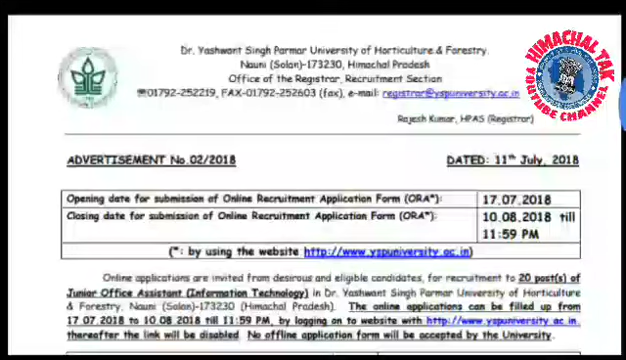 Dr. Yashwant Singh Parmar University of Horticulture & Forestry,
Nauni (Solan)-173230, Himachal Pradesh
Office of the Registrar, Recruitment Section
☎01792-252219, FAX-01792-252603 (fax), e-mail: registrar@yspuniversity.ac.in
Rajesh Kumar, HPAS (Registrar)
HIMACHAL TAK
YOUTUBE CHANNEL
ADVERTISEMENT No.02/2018 DATED: 11th July, 2018
Opening date for submission of Online Recruitment Application Form (ORA*): 17.07.2018
Closing date for submission of Online Recruitment Application Form (ORA*): 10.08.2018 till
11:59 PM
(*: by using the website http://www.yspuniversity.ac.in)
Online applications are invited from desirous and eligible candidates, for recruitment to 20 post(s) of
Junior Office Assistant (Information Technology) in Dr. Yashwant Singh Parmar University of Horticulture
& Forestry, Nauni (Solan)-173230 (Himachal Pradesh). The online applications can be filled up from
17.07.2018 to 10.08.2018 till 11:59 PM, by logging on to website with http://www.yspuniversity.ac.in.
thereafter the link will be disabled. No offline application form will be accepted by the University.